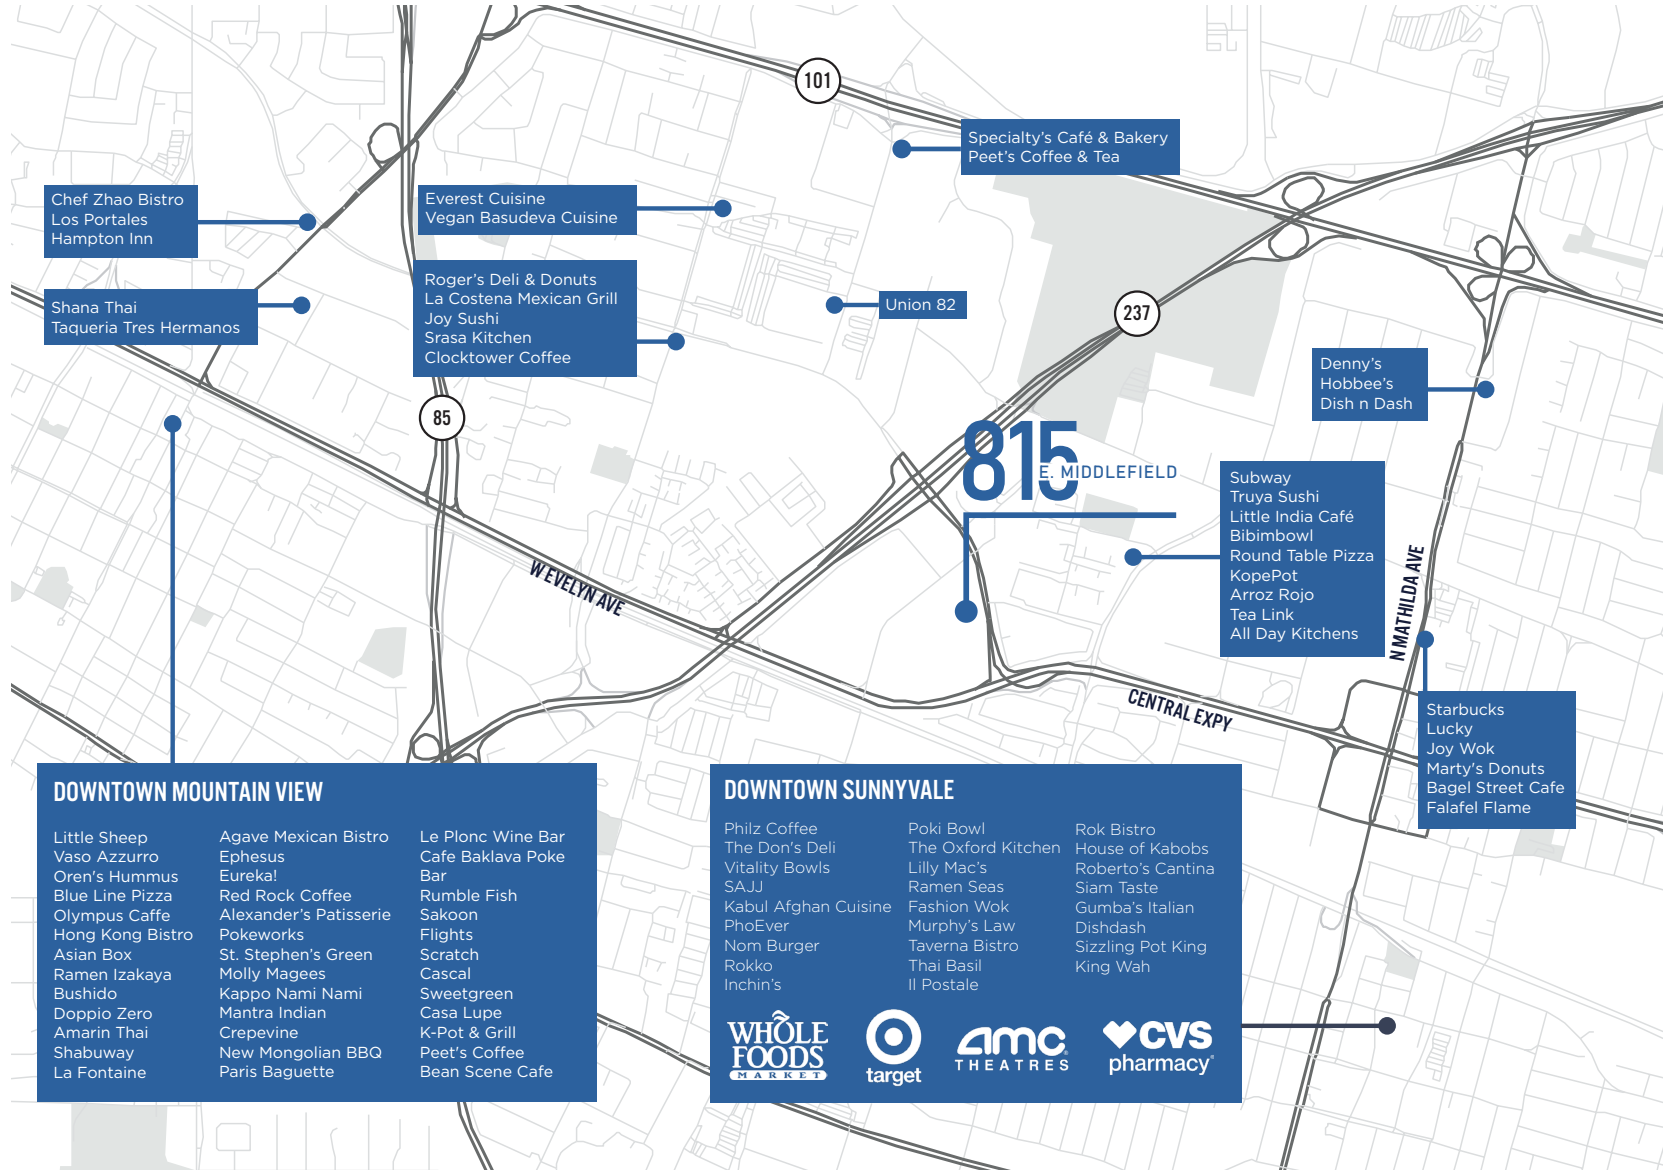 101
Specialty's Café & Bakery
Peet's Coffee & Tea
Chef Zhao Bistro
Los Portales
Hampton Inn
Everest Cuisine
Vegan Basudeva Cuisine
Shana Thai
Taqueria Tres Hermanos
Roger's Deli & Donuts
La Costena Mexican Grill
Joy Sushi
Srasa Kitchen
Clocktower Coffee
Union 82
237
Denny's
Hobbee's
Dish n Dash
85
815
E. MIDDLEFIELD
Subway
Truya Sushi
Little India Café
Bibimbowl
Round Table Pizza
KopePot
Arroz Rojo
Tea Link
All Day Kitchens
W EVELYN AVE
N MATHILDA AVE
CENTRAL EXPY
Starbucks
Lucky
Joy Wok
Marty's Donuts
Bagel Street Cafe
Falafel Flame
DOWNTOWN MOUNTAIN VIEW
Little Sheep
Vaso Azzurro
Oren's Hummus
Blue Line Pizza
Olympus Caffe
Hong Kong Bistro
Asian Box
Ramen Izakaya
Bushido
Doppio Zero
Amarin Thai
Shabuway
La Fontaine
Agave Mexican Bistro
Ephesus
Eureka!
Red Rock Coffee
Alexander's Patisserie
Pokeworks
St. Stephen's Green
Molly Magees
Kappo Nami Nami
Mantra Indian
Crepevine
New Mongolian BBQ
Paris Baguette
Le Plonc Wine Bar
Cafe Baklava Poke
Bar
Rumble Fish
Sakoon
Flights
Scratch
Cascal
Sweetgreen
Casa Lupe
K-Pot & Grill
Peet's Coffee
Bean Scene Cafe
DOWNTOWN SUNNYVALE
Philz Coffee
The Don's Deli
Vitality Bowls
SAJJ
Kabul Afghan Cuisine
PhoEver
Nom Burger
Rokko
Inchin's
Poki Bowl
The Oxford Kitchen
Lilly Mac's
Ramen Seas
Fashion Wok
Murphy's Law
Taverna Bistro
Thai Basil
Il Postale
Rok Bistro
House of Kabobs
Roberto's Cantina
Siam Taste
Gumba's Italian
Dishdash
Sizzling Pot King
King Wah
WHOLE
FOODS
MARKET
target
amc
THEATRES
CVS
pharmacy